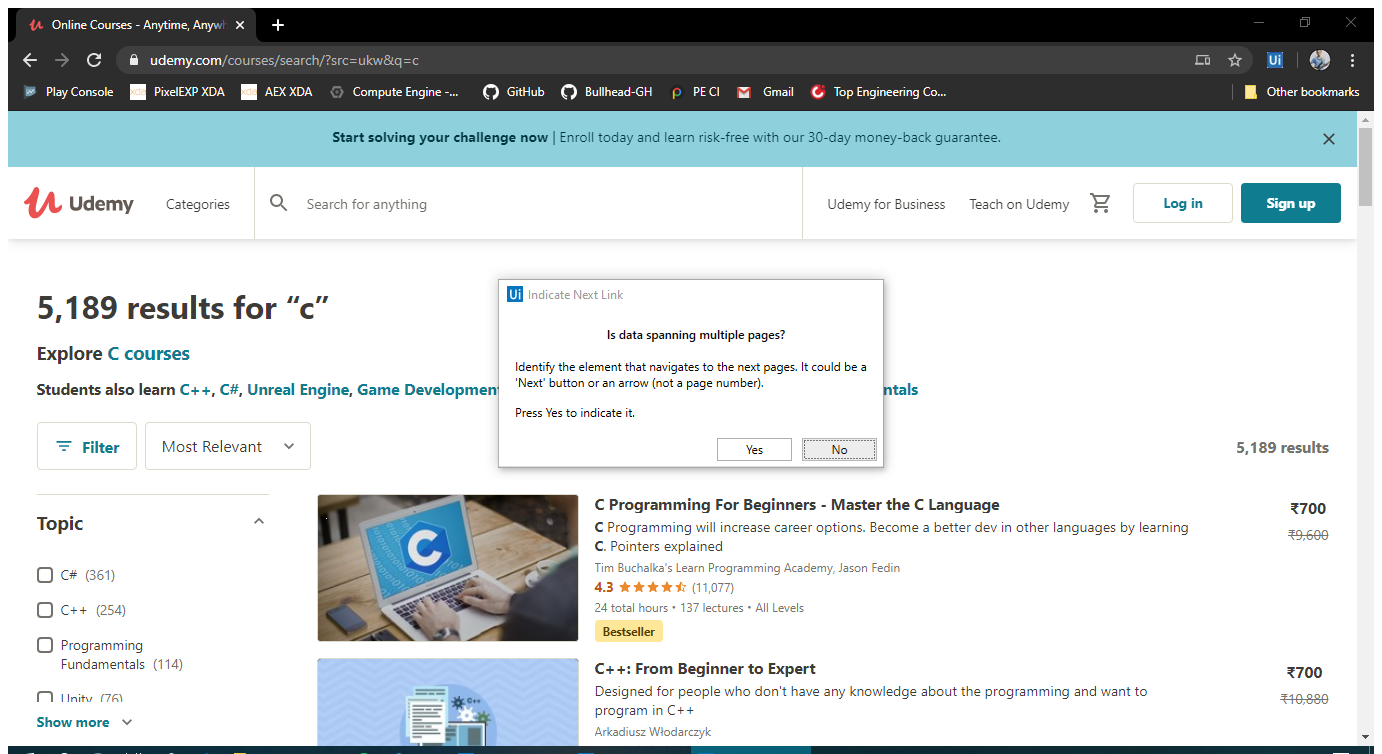 Online Courses - Anytime, Anywh
udemy.com/courses/search/?src=ukw&q=c
Ui
Play Console
PixelEXP XDA
AEX XDA
Compute Engine -...
GitHub
Bullhead-GH
PE CI
Gmail
Top Engineering Co...
Other bookmarks
Start solving your challenge now | Enroll today and learn risk-free with our 30-day money-back guarantee.
Udemy
Categories
Search for anything
Udemy for Business
Teach on Udemy
Log in
Sign up
5,189 results for “c”
Explore C courses
Students also learn C++, C#, Unreal Engine, Game Development
ntals
Ui Indicate Next Link
Is data spanning multiple pages?
Identify the element that navigates to the next pages. It could be a
'Next' button or an arrow (not a page number).
Press Yes to indicate it.
Yes
No
Filter
Most Relevant
5,189 results
Topic
C# (361)
C++ (254)
Programming
Fundamentals (114)
Unity (76)
Show more
C
C Programming For Beginners - Master the C Language
C Programming will increase career options. Become a better dev in other languages by learning
C. Pointers explained
Tim Buchalka's Learn Programming Academy, Jason Fedin
4.3 (11,077)
24 total hours • 137 lectures • All Levels
Bestseller
₹700
₹9,600
C++
C++: From Beginner to Expert
Designed for people who don't have any knowledge about the programming and want to
program in C++
Arkadiusz Włodarczyk
₹700
₹10,880